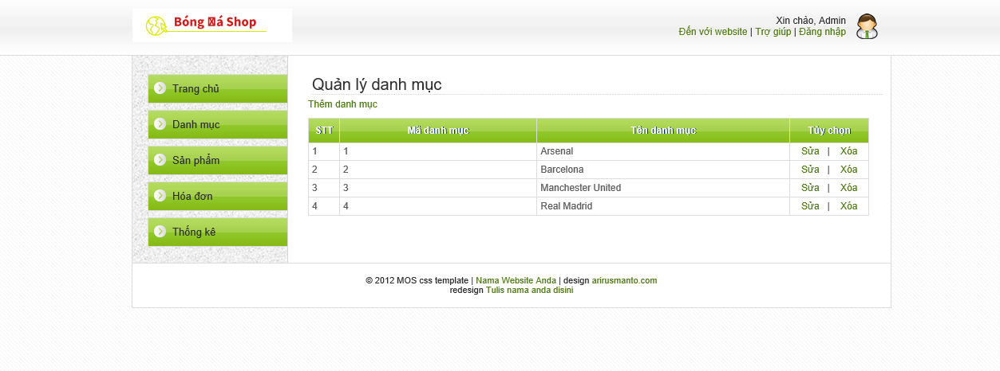 Bóng á Shop
Xin chào, Admin
Đến với website | Trợ giúp | Đăng nhập
Trang chủ
Danh mục
Sản phẩm
Hóa đơn
Thống kê
Quản lý danh mục
Thêm danh mục
STT Mã danh mục Tên danh mục Tùy chọn
1 1 Arsenal Sửa | Xóa
2 2 Barcelona Sửa | Xóa
3 3 Manchester United Sửa | Xóa
4 4 Real Madrid Sửa | Xóa
© 2012 MOS css template | Nama Website Anda | design arirusmanto.com
redesign Tulis nama anda disini